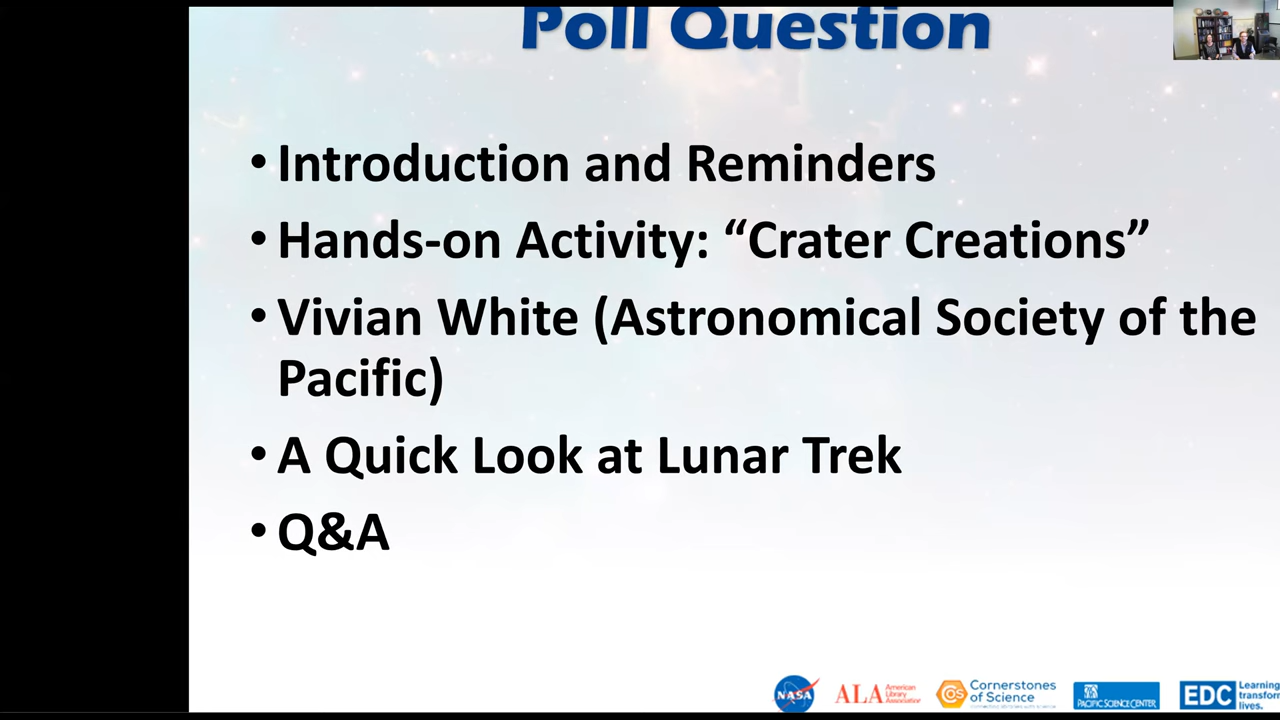 Poll Question
• Introduction and Reminders
• Hands-on Activity: “Crater Creations”
• Vivian White (Astronomical Society of the
Pacific)
• A Quick Look at Lunar Trek
• Q&A
NASA
ALA American
Library
Association
COS Cornerstones
of Science
PACIFIC SCIENCE CENTER
EDC Learning
transform
lives.